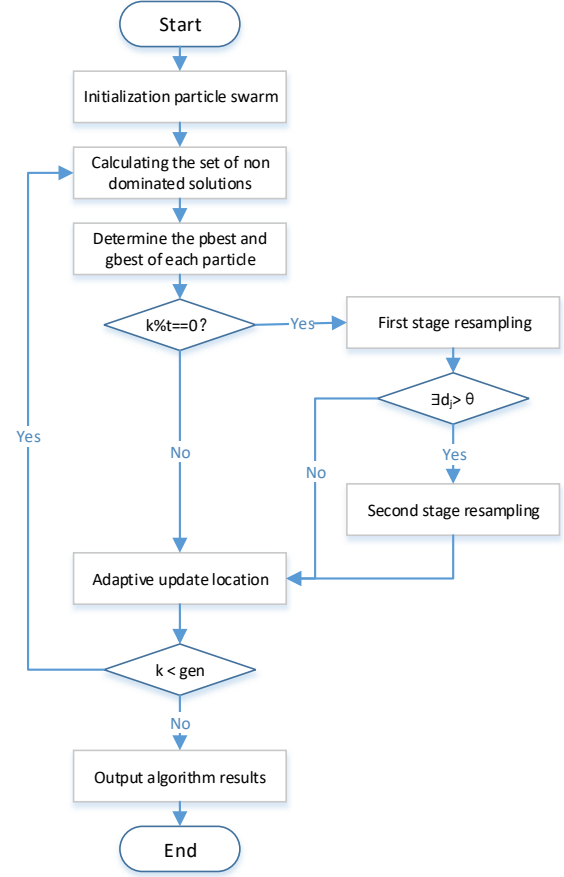 Start
Initialization particle swarm
Calculating the set of non
dominated solutions
Determine the pbest and
gbest of each particle
k%t==0?
Yes
First stage resampling
∃dj> θ
Yes
No
No
Yes
Second stage resampling
Adaptive update location
k < gen
No
Output algorithm results
End